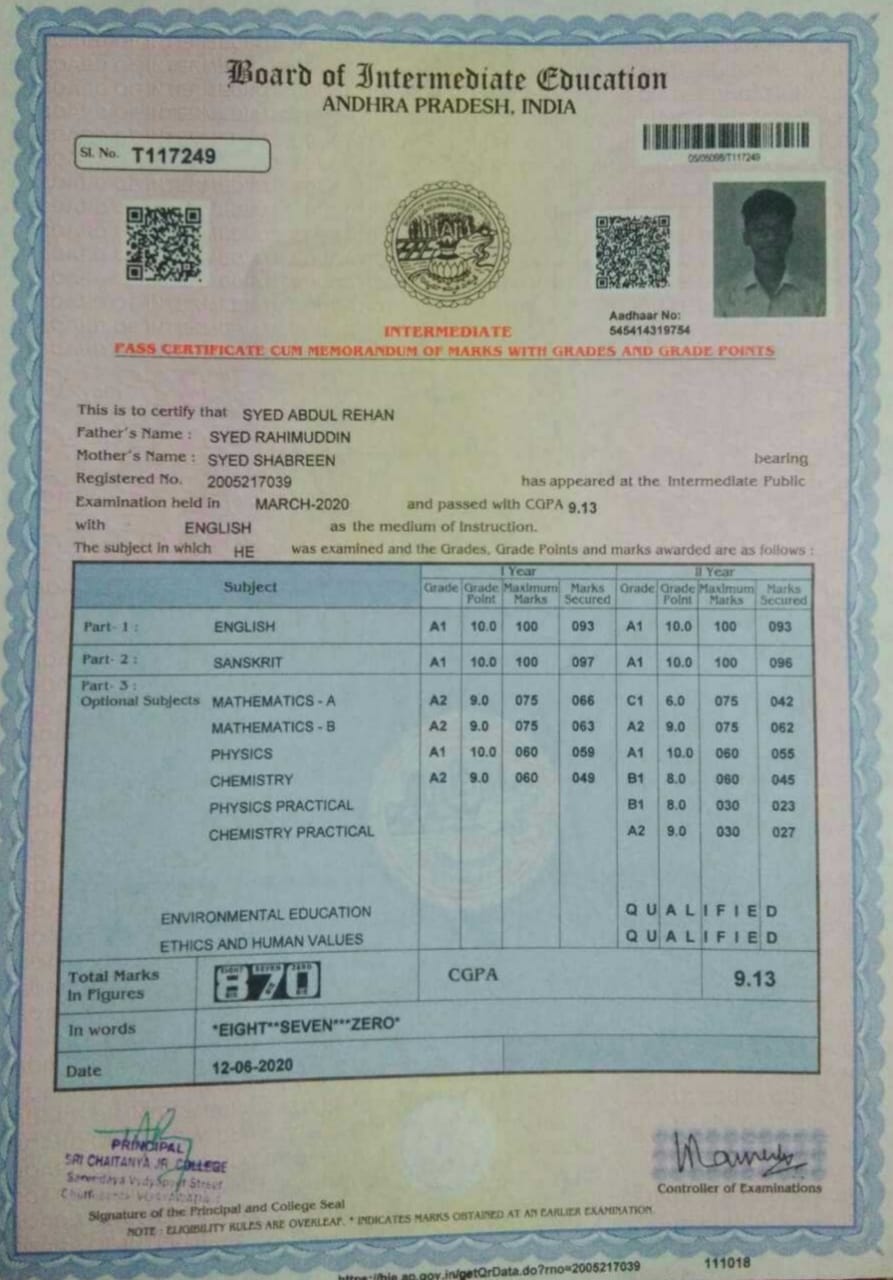 Board of Intermediate Education
ANDHRA PRADESH, INDIA
Sl. No. T117249
05/05098/T117249
Aadhaar No:
545414319754
INTERMEDIATE
PASS CERTIFICATE CUM MEMORANDUM OF MARKS WITH GRADES AND GRADE POINTS
This is to certify that SYED ABDUL REHAN
Father's Name : SYED RAHIMUDDIN
Mother's Name : SYED SHABREEN bearing
Registered No. 2005217039 has appeared at the Intermediate Public
Examination held in MARCH-2020 and passed with CGPA 9.13
with ENGLISH as the medium of Instruction.
The subject in which HE was examined and the Grades, Grade Points and marks awarded are as follows :
Subject I Year II Year
Grade Grade Point Maximum Marks Marks Secured Grade Grade Point Maximum Marks Marks Secured
Part- 1 : ENGLISH A1 10.0 100 093 A1 10.0 100 093
Part- 2 : SANSKRIT A1 10.0 100 097 A1 10.0 100 096
Part- 3 :
Optional Subjects MATHEMATICS - A A2 9.0 075 066 C1 6.0 075 042
MATHEMATICS - B A2 9.0 075 063 A2 9.0 075 062
PHYSICS A1 10.0 060 059 A1 10.0 060 055
CHEMISTRY A2 9.0 060 049 B1 8.0 060 045
PHYSICS PRACTICAL B1 8.0 030 023
CHEMISTRY PRACTICAL A2 9.0 030 027
ENVIRONMENTAL EDUCATION QUALIFIED
ETHICS AND HUMAN VALUES QUALIFIED
Total Marks
In Figures 870 CGPA 9.13
In words *EIGHT**SEVEN***ZERO*
Date 12-06-2020
PRINCIPAL
SRI CHAITANYA JR. COLLEGE
Street
Signature of the Principal and College Seal
Controller of Examinations
NOTE : ELIGIBILITY RULES ARE OVERLEAF. * INDICATES MARKS OBTAINED AT AN EARLIER EXAMINATION.
https://bie.ap.gov.in/getQrData.do?rno=2005217039
111018